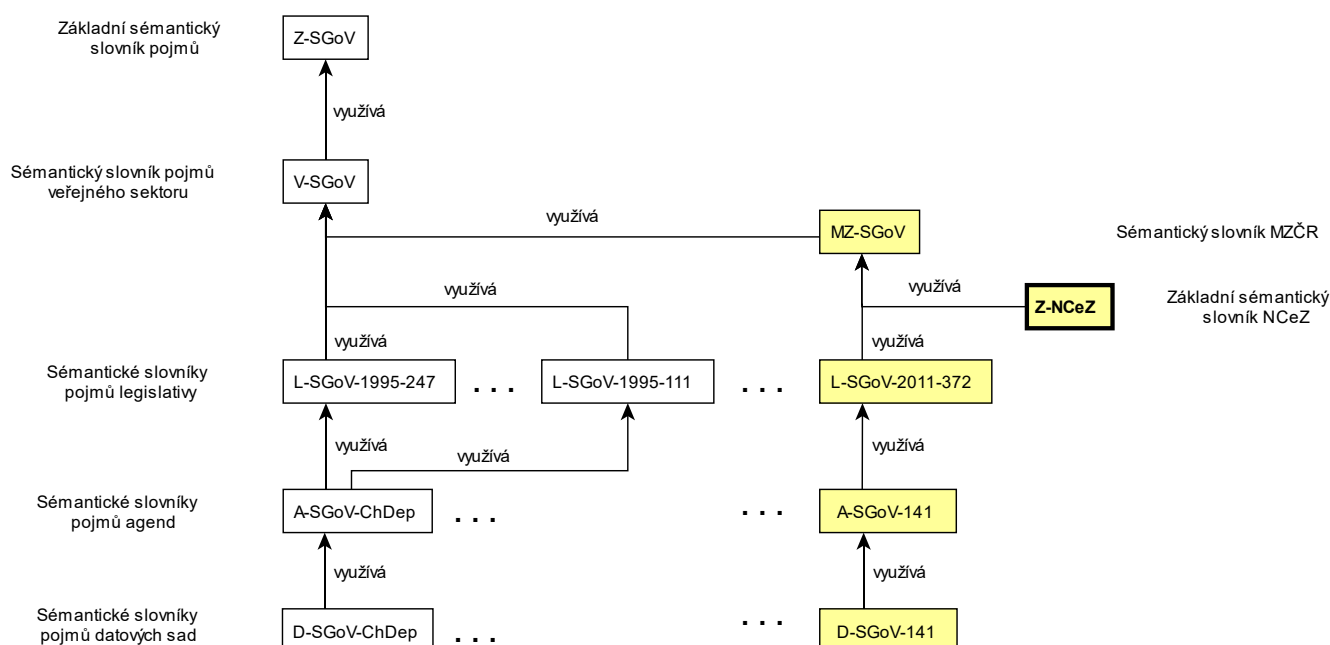 Základní sémantický
slovník pojmů
Z-SGoV
využívá
Sémantický slovník pojmů
veřejného sektoru
V-SGoV
využívá
MZ-SGoV
Sémantický slovník MZČR
využívá
využívá
Z-NCeZ
Základní sémantický
slovník NCeZ
využívá
využívá
Sémantické slovníky
pojmů legislativy
L-SGoV-1995-247
. . .
L-SGoV-1995-111
. . .
L-SGoV-2011-372
využívá
využívá
využívá
Sémantické slovníky
pojmů agend
A-SGoV-ChDep
. . .
. . .
A-SGoV-141
využívá
využívá
Sémantické slovníky
pojmů datových sad
D-SGoV-ChDep
. . .
. . .
D-SGoV-141